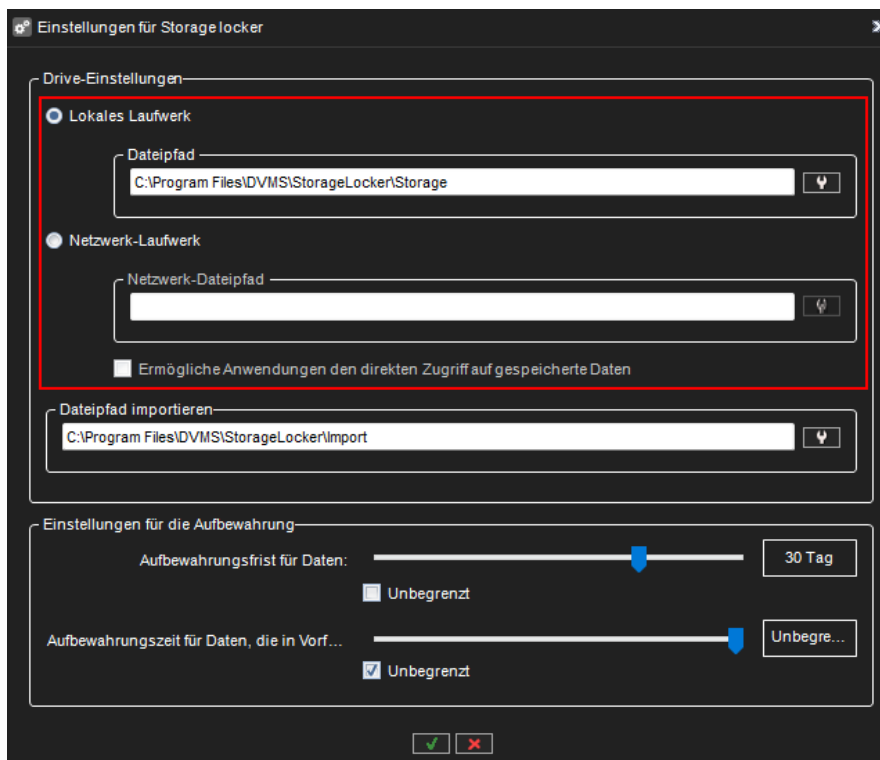 Einstellungen für Storage locker
Drive-Einstellungen
Lokales Laufwerk
Dateipfad
C:\Program Files\DVMS\StorageLocker\Storage
Netzwerk-Laufwerk
Netzwerk-Dateipfad
Ermögliche Anwendungen den direkten Zugriff auf gespeicherte Daten
Dateipfad importieren
C:\Program Files\DVMS\StorageLocker\Import
Einstellungen für die Aufbewahrung
Aufbewahrungsfrist für Daten:
30 Tag
Unbegrenzt
Aufbewahrungszeit für Daten, die in Vorf...
Unbegre...
Unbegrenzt